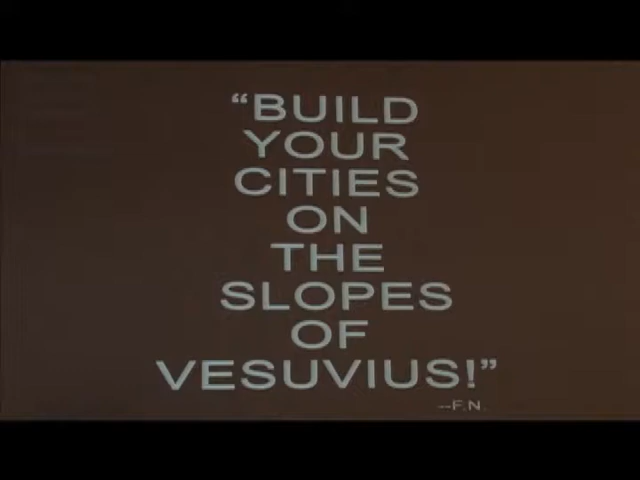 “BUILD
YOUR
CITIES
ON
THE
SLOPES
OF
VESUVIUS!”
--F.N.